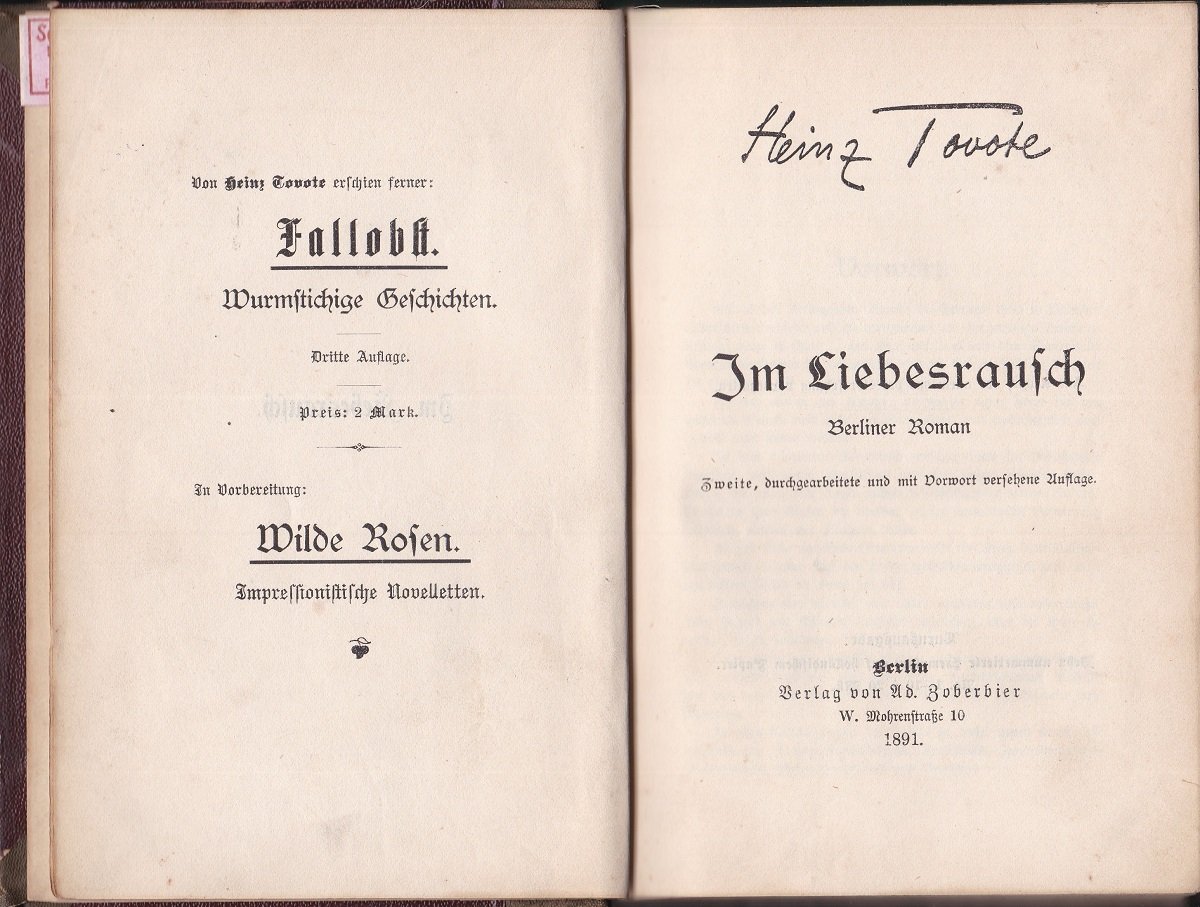 Von Heinz Tovote erſchien ferner:
Fallobſt.
Wurmſtichige Geſchichten.
Dritte Auflage.
Preis: 2 Mark.
In Vorbereitung:
Wilde Roſen.
Impreſſioniſtiſche Novelletten.
Heinz Tovote
Im Liebesrauſch
Berliner Roman
Zweite, durchgearbeitete und mit Vorwort verſehene Auflage.
Berlin
Verlag von Ad. Zoberbier
W. Mohrenſtraße 10
1891.